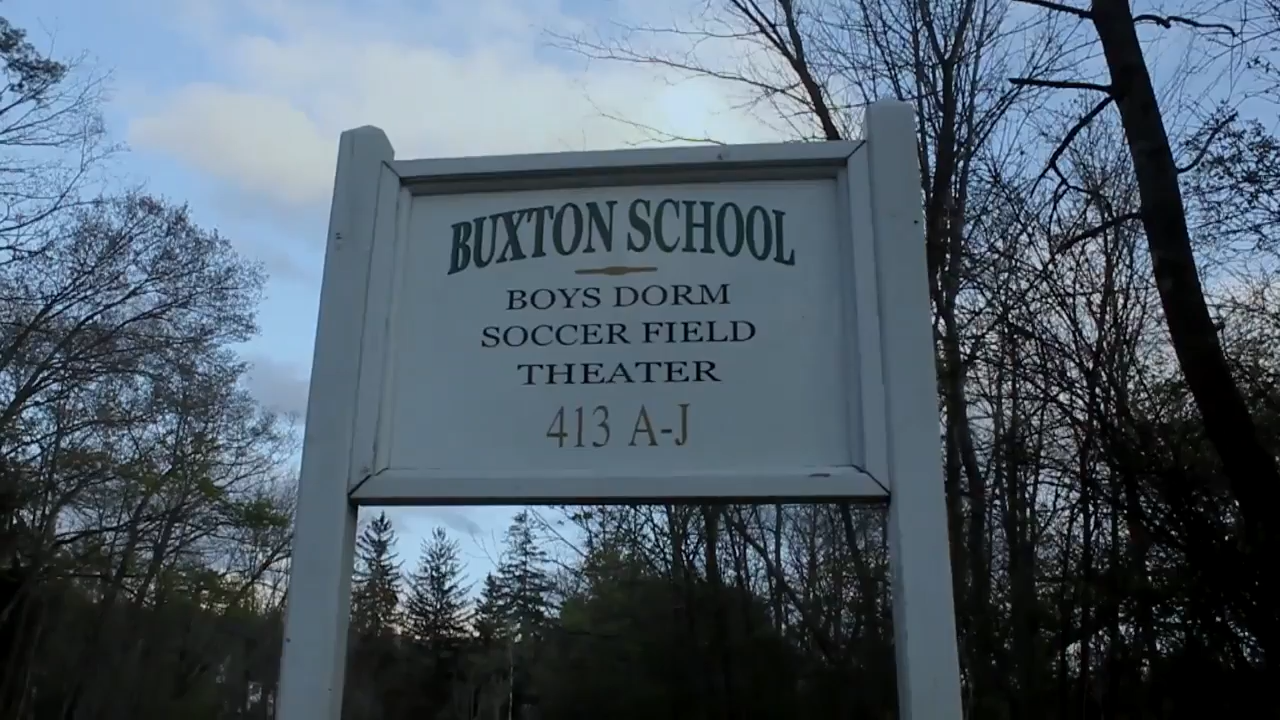 BUXTON SCHOOL
BOYS DORM
SOCCER FIELD
THEATER
413 A-J